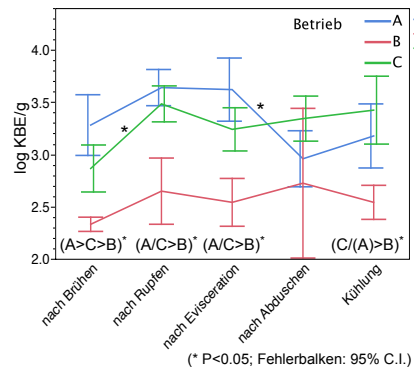 Betrieb
A
B
C
log KBE/g
4.0
3.5
3.0
2.5
2.0
*
*
(A>C>B)*
(A/C>B)*
(A/C>B)*
(C/(A)>B)*
nach Brühen
nach Rupfen
nach Evisceration
nach Abduschen
Kühlung
(* P<0.05; Fehlerbalken: 95% C.I.)